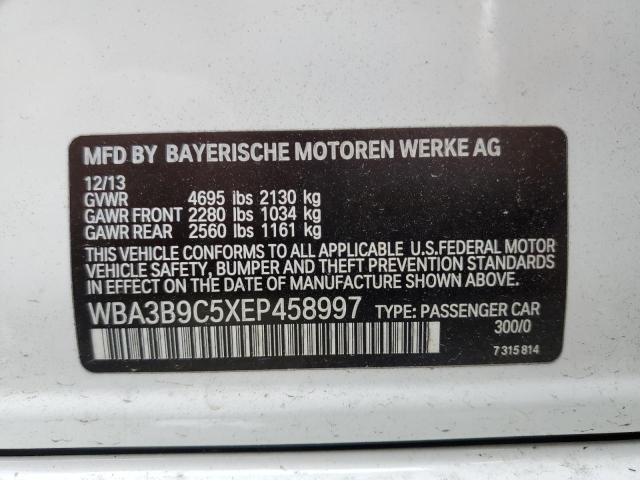 MFD BY BAYERISCHE MOTOREN WERKE AG
12/13
GVWR 4695 lbs 2130 kg
GAWR FRONT 2280 lbs 1034 kg
GAWR REAR 2560 lbs 1161 kg
THIS VEHICLE CONFORMS TO ALL APPLICABLE U.S.FEDERAL MOTOR
VEHICLE SAFETY, BUMPER AND THEFT PREVENTION STANDARDS
IN EFFECT ON THE DATE OF MANUFACTURE SHOWN ABOVE.
WBA3B9C5XEP458997 TYPE: PASSENGER CAR
300/0
7 315 814